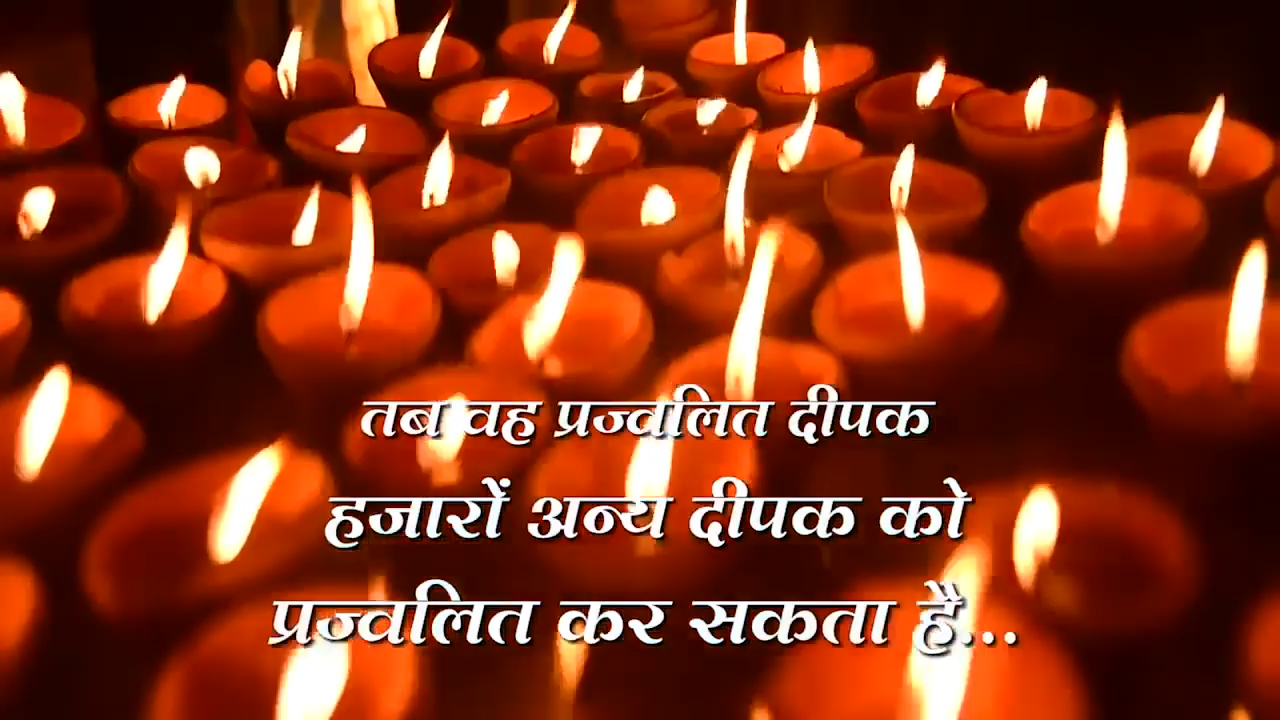 तब वह प्रज्वलित दीपक
हजारों अन्य दीपक को
प्रज्वलित कर सकता है...